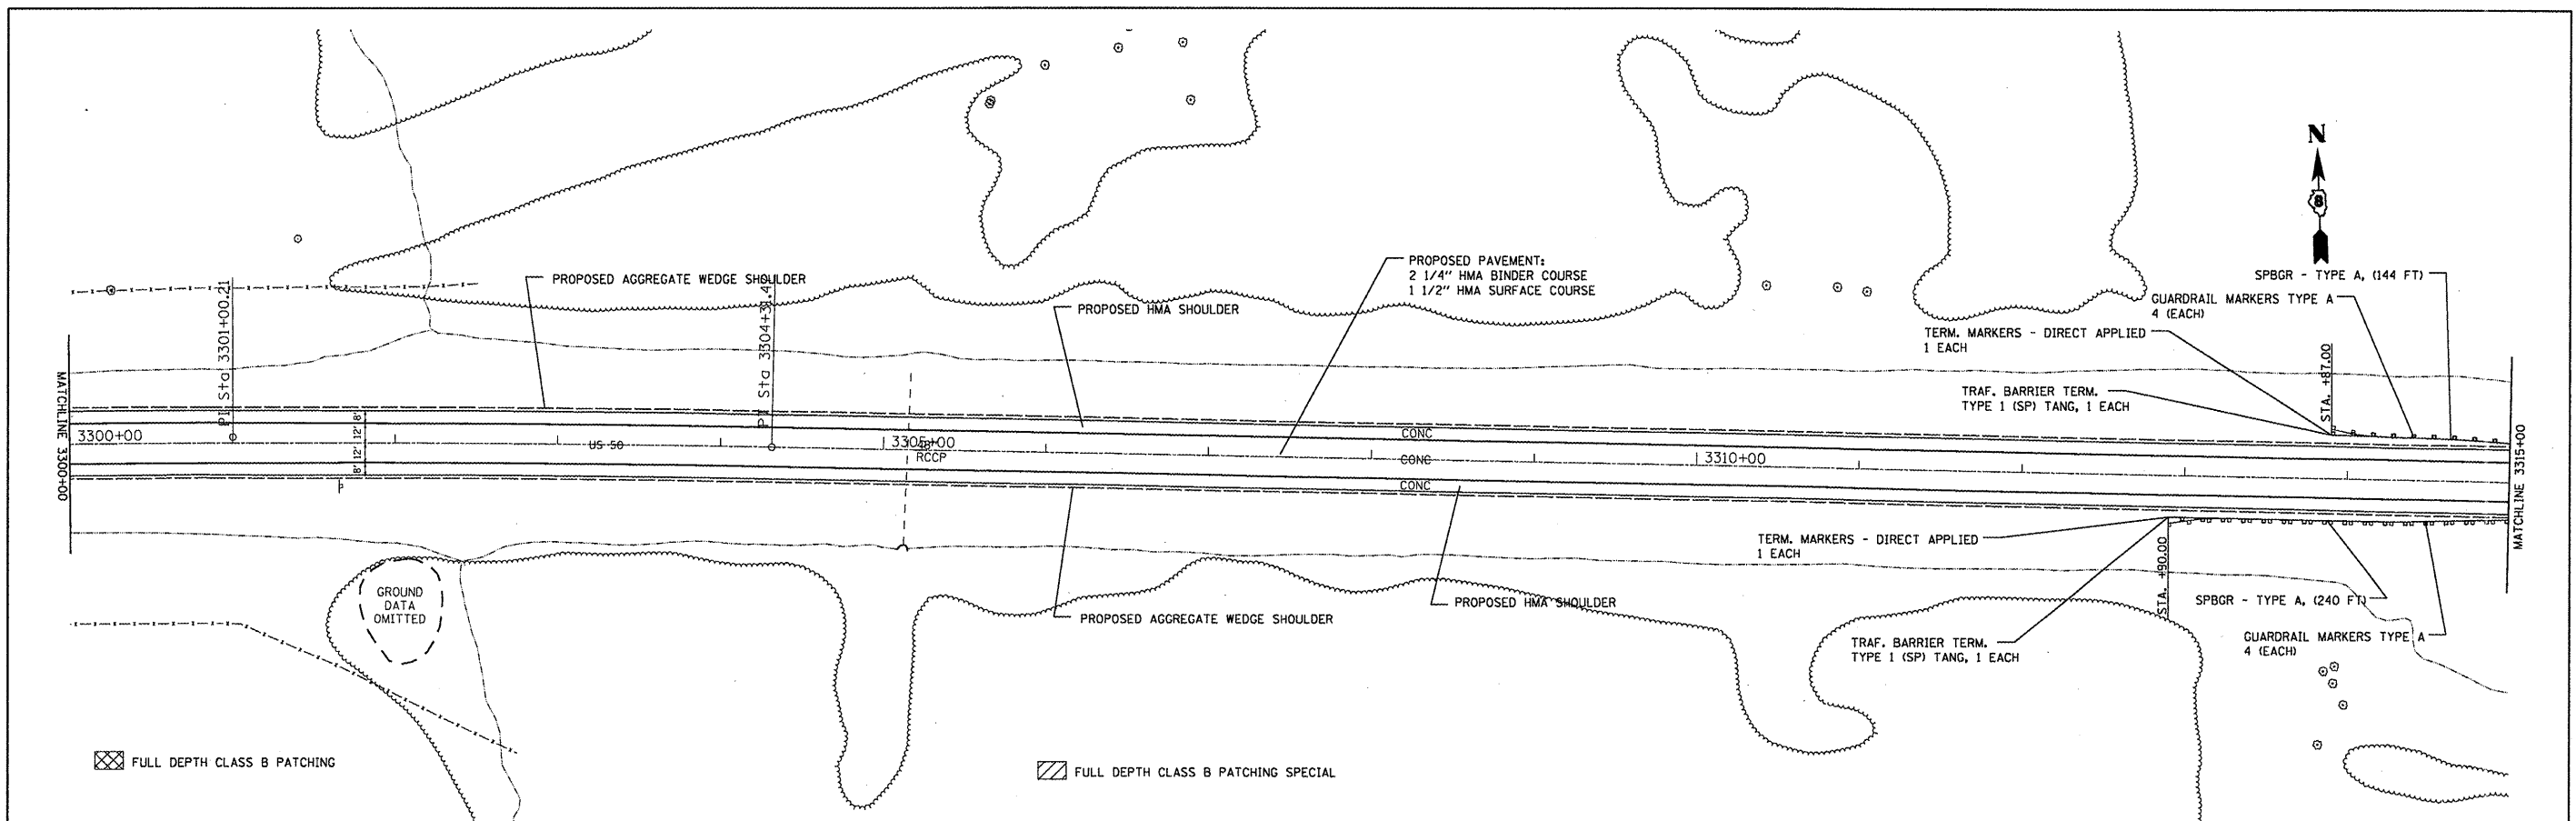 N
8
PROPOSED PAVEMENT:
2 1/4" HMA BINDER COURSE
1 1/2" HMA SURFACE COURSE
PROPOSED AGGREGATE WEDGE SHOULDER
PROPOSED HMA SHOULDER
SPBGR - TYPE A, (144 FT)
GUARDRAIL MARKERS TYPE A
4 (EACH)
TERM. MARKERS - DIRECT APPLIED
1 EACH
TRAF. BARRIER TERM.
TYPE 1 (SP) TANG, 1 EACH
STA. +87.00
PI Sta 3301+00.21
PI Sta
MATCHLINE 3300+00
3300+00
8' 12' 12' 8'
US 50
3305+00
RCCP
CONC
CONC
CONC
3310+00
MATCHLINE 3315+00
TERM. MARKERS - DIRECT APPLIED
1 EACH
STA. +90.00
GROUND
DATA
OMITTED
PROPOSED AGGREGATE WEDGE SHOULDER
PROPOSED HMA SHOULDER
SPBGR - TYPE A, (240 FT)
TRAF. BARRIER TERM.
TYPE 1 (SP) TANG, 1 EACH
GUARDRAIL MARKERS TYPE A
4 (EACH)
FULL DEPTH CLASS B PATCHING
FULL DEPTH CLASS B PATCHING SPECIAL